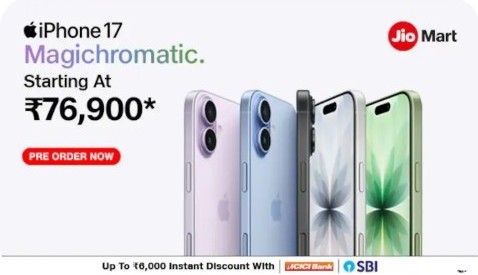 iPhone 17
Magichromatic.
Starting At
₹76,900*
PRE ORDER NOW
Jio Mart
Up To ₹6,000 Instant Discount With ICICI Bank SBI